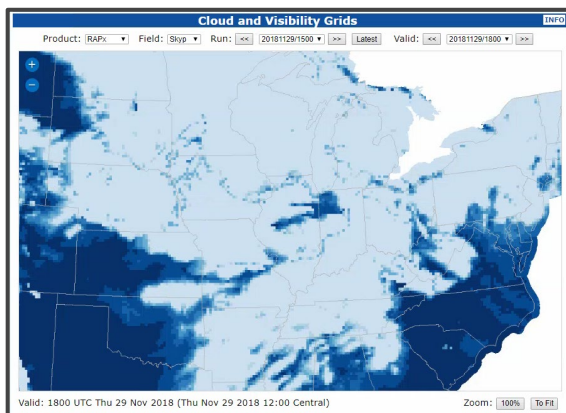 Cloud and Visibility Grids
INFO
Product: RAPx Field: Skyp Run: << 20181129/1500 >> Latest Valid: << 20181129/1800 >>
+
−
Valid: 1800 UTC Thu 29 Nov 2018 (Thu Nov 29 2018 12:00 Central) Zoom: 100% To Fit